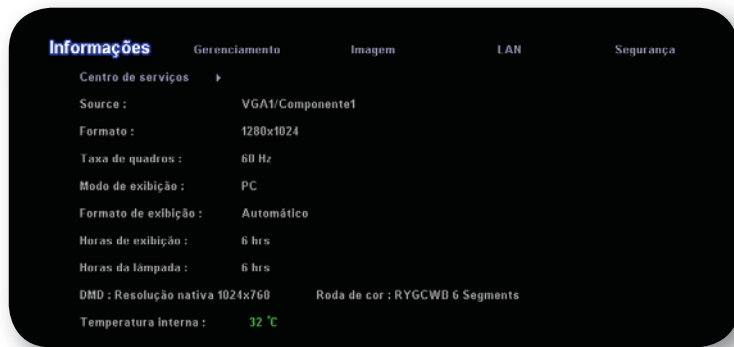 Informações Gerenciamento Imagem LAN Segurança
Centro de serviços
Source : VGA1/Componente1
Formato : 1280x1024
Taxa de quadros : 60 Hz
Modo de exibição : PC
Formato de exibição : Automático
Horas de exibição : 6 hrs
Horas da lâmpada : 6 hrs
DMD : Resolução nativa 1024x760 Roda de cor : RYGCWB 6 Segments
Temperatura interna : 32 °C